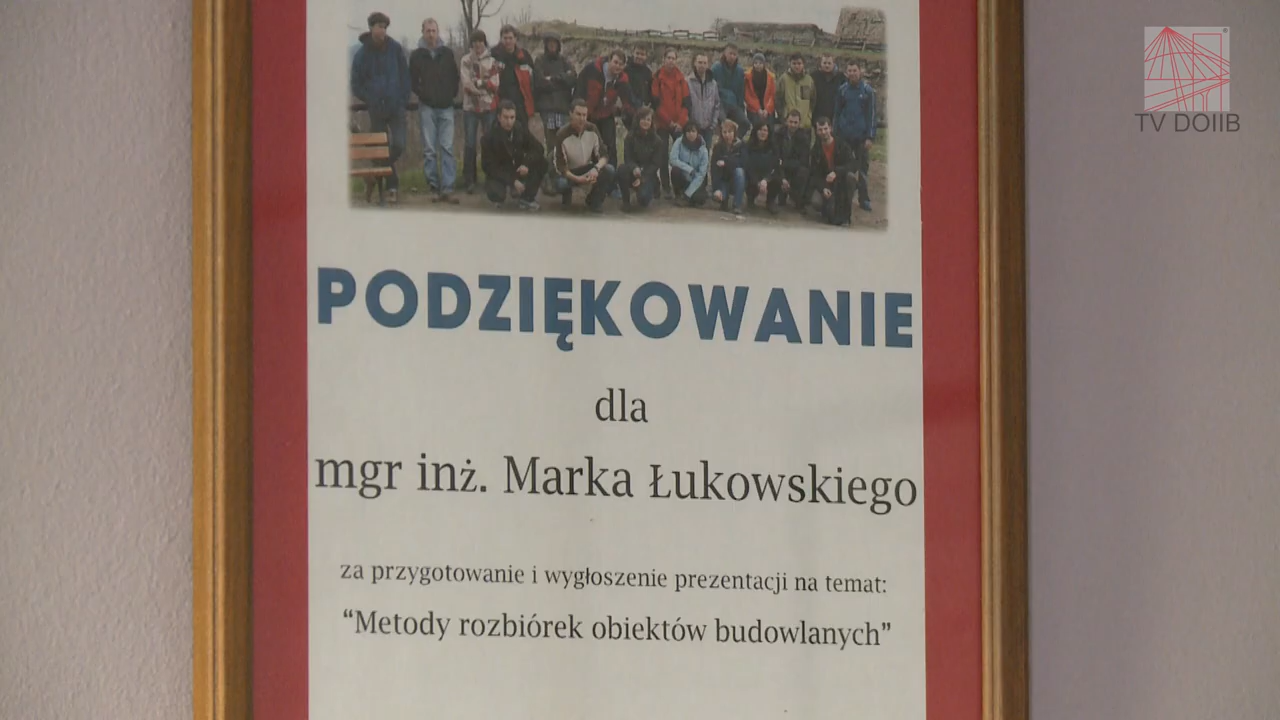 TV DOIIB
PODZIĘKOWANIE
dla
mgr inż. Marka Łukowskiego
za przygotowanie i wygłoszenie prezentacji na temat:
“Metody rozbiórek obiektów budowlanych”